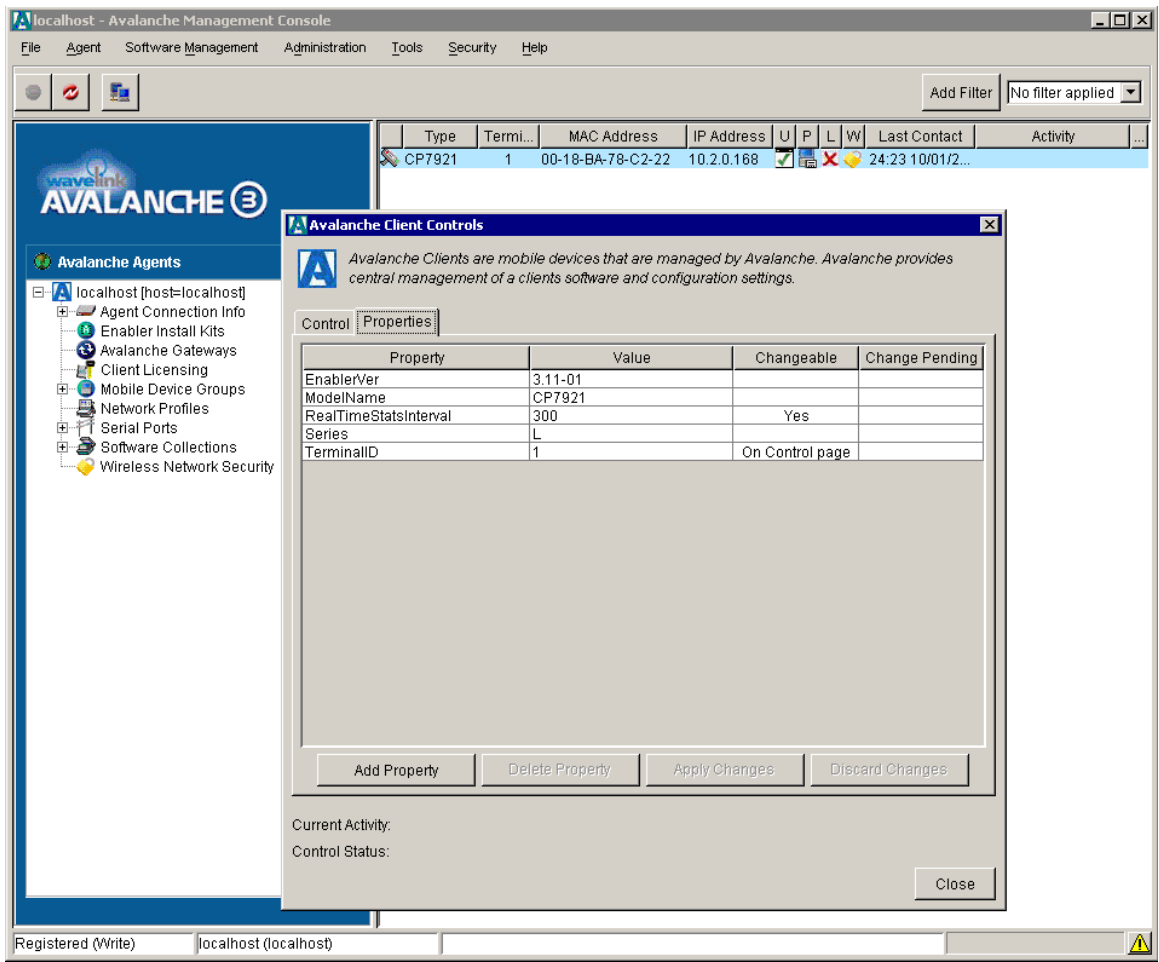 localhost - Avalanche Management Console
File Agent Software Management Administration Tools Security Help
Add Filter No filter applied
Type Termi... MAC Address IP Address U P L W Last Contact Activity ...
CP7921 1 00-18-BA-78-C2-22 10.2.0.168 24:23 10/01/2...
wavelink
AVALANCHE 3
Avalanche Agents
localhost [host=localhost]
Agent Connection Info
Enabler Install Kits
Avalanche Gateways
Client Licensing
Mobile Device Groups
Network Profiles
Serial Ports
Software Collections
Wireless Network Security
Avalanche Client Controls
Avalanche Clients are mobile devices that are managed by Avalanche. Avalanche provides
central management of a clients software and configuration settings.
Control Properties
Property Value Changeable Change Pending
EnablerVer 3.11-01
ModelName CP7921
RealTimeStatsInterval 300 Yes
Series L
TerminalID 1 On Control page
Add Property Delete Property Apply Changes Discard Changes
Current Activity:
Control Status:
Close
Registered (Write) localhost (localhost)